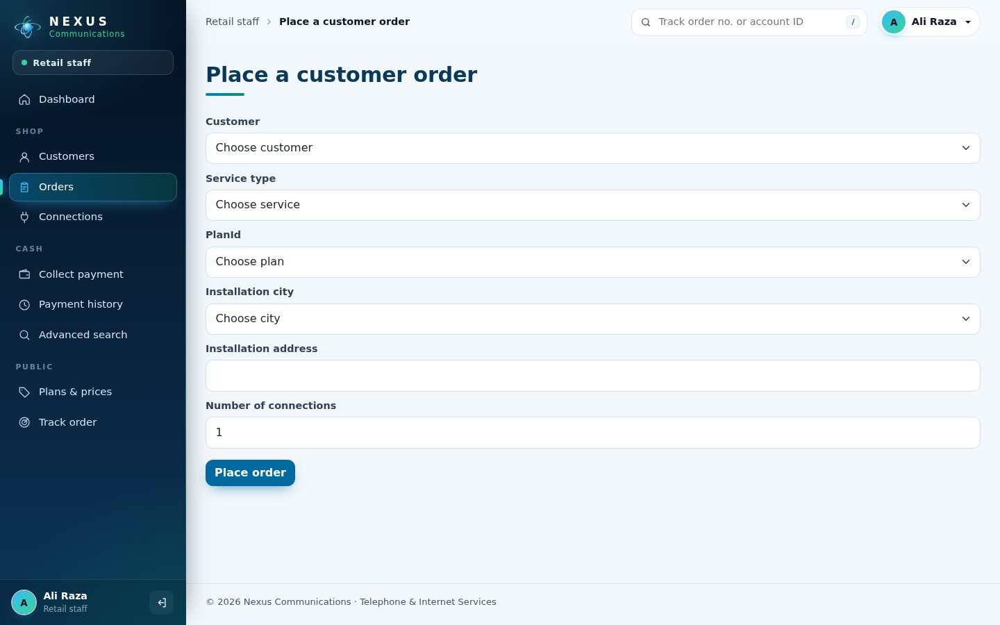 NEXUS
Communications
Retail staff
Dashboard
SHOP
Customers
Orders
Connections
CASH
Collect payment
Payment history
Advanced search
PUBLIC
Plans & prices
Track order
A
Ali Raza
Retail staff
Retail staff > Place a customer order
Track order no. or account ID
/
A
Ali Raza
Place a customer order
Customer
Choose customer
Service type
Choose service
PlanId
Choose plan
Installation city
Choose city
Installation address
Number of connections
1
Place order
© 2026 Nexus Communications · Telephone & Internet Services